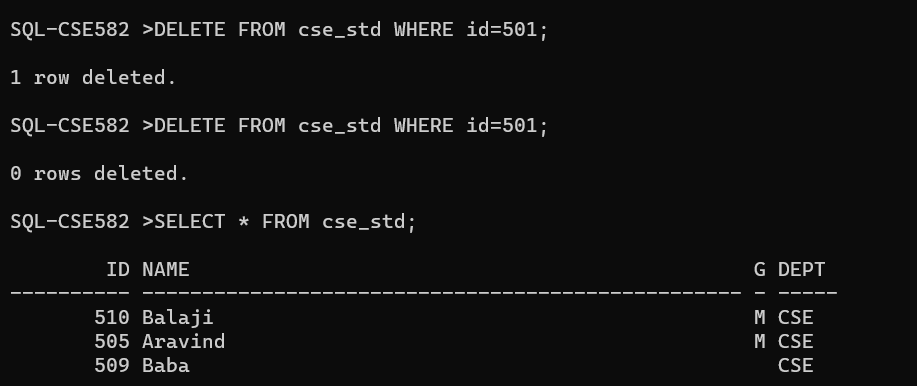 SQL-CSE582 >DELETE FROM cse_std WHERE id=501;
1 row deleted.
SQL-CSE582 >DELETE FROM cse_std WHERE id=501;
0 rows deleted.
SQL-CSE582 >SELECT * FROM cse_std;
        ID NAME                                               G DEPT
---------- -------------------------------------------------- - -----
       510 Balaji                                             M CSE
       505 Aravind                                            M CSE
       509 Baba                                                 CSE